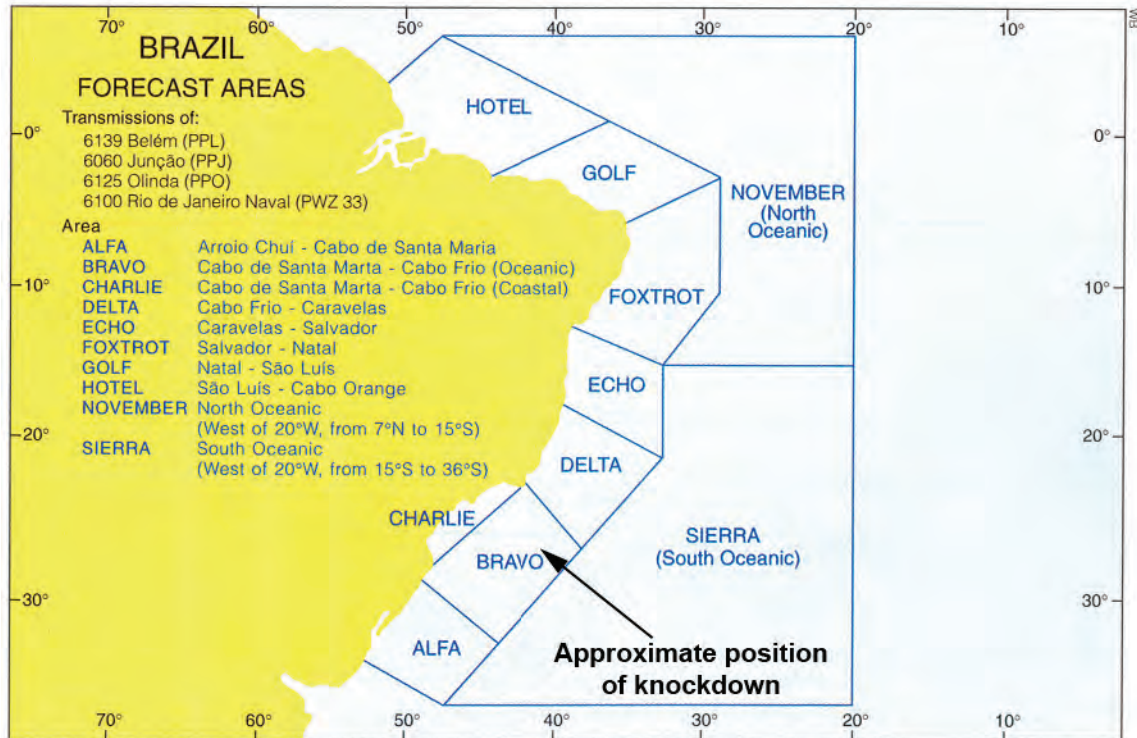 70° 60° 50° 40° 30° 20° 10°
WB
BRAZIL
FORECAST AREAS
Transmissions of:
6139 Belém (PPL)
6060 Junção (PPJ)
6125 Olinda (PPO)
6100 Rio de Janeiro Naval (PWZ 33)
Area
ALFA Arroio Chuí - Cabo de Santa Maria
BRAVO Cabo de Santa Marta - Cabo Frio (Oceanic)
CHARLIE Cabo de Santa Marta - Cabo Frio (Coastal)
DELTA Cabo Frio - Caravelas
ECHO Caravelas - Salvador
FOXTROT Salvador - Natal
GOLF Natal - São Luís
HOTEL São Luís - Cabo Orange
NOVEMBER North Oceanic
(West of 20°W, from 7°N to 15°S)
SIERRA South Oceanic
(West of 20°W, from 15°S to 36°S)
HOTEL
GOLF
NOVEMBER
(North
Oceanic)
FOXTROT
ECHO
DELTA
CHARLIE
BRAVO
SIERRA
(South Oceanic)
ALFA
Approximate position
of knockdown
0° 0°
10° 10°
20° 20°
30° 30°
70° 60° 50° 40° 30° 20° 10°